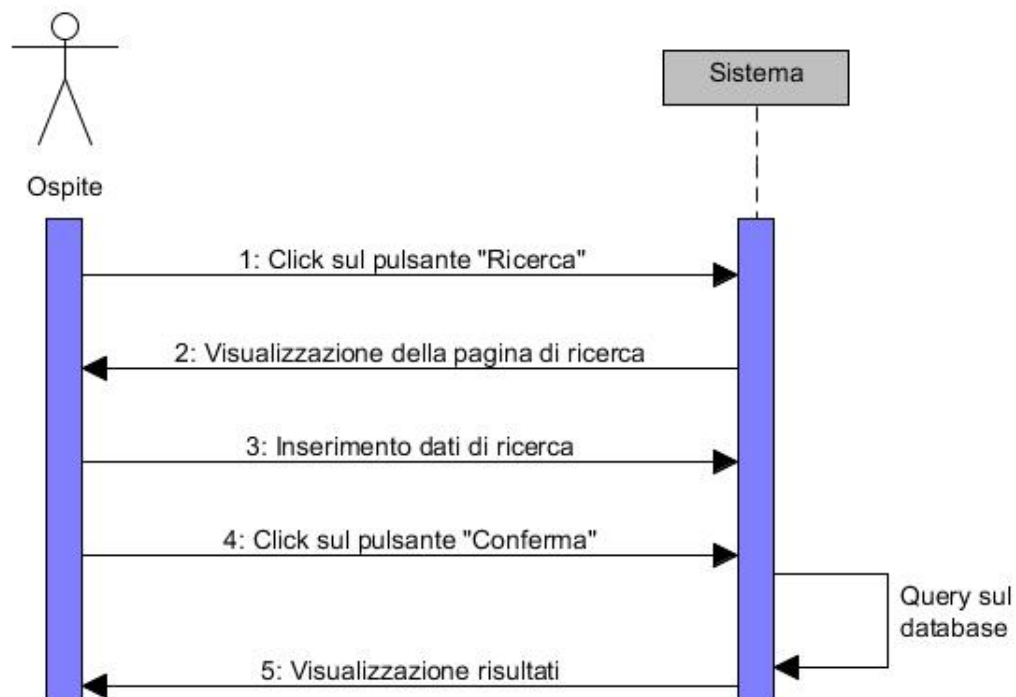 Sistema
Ospite
1: Click sul pulsante "Ricerca"
2: Visualizzazione della pagina di ricerca
3: Inserimento dati di ricerca
4: Click sul pulsante "Conferma"
Query sul
database
5: Visualizzazione risultati